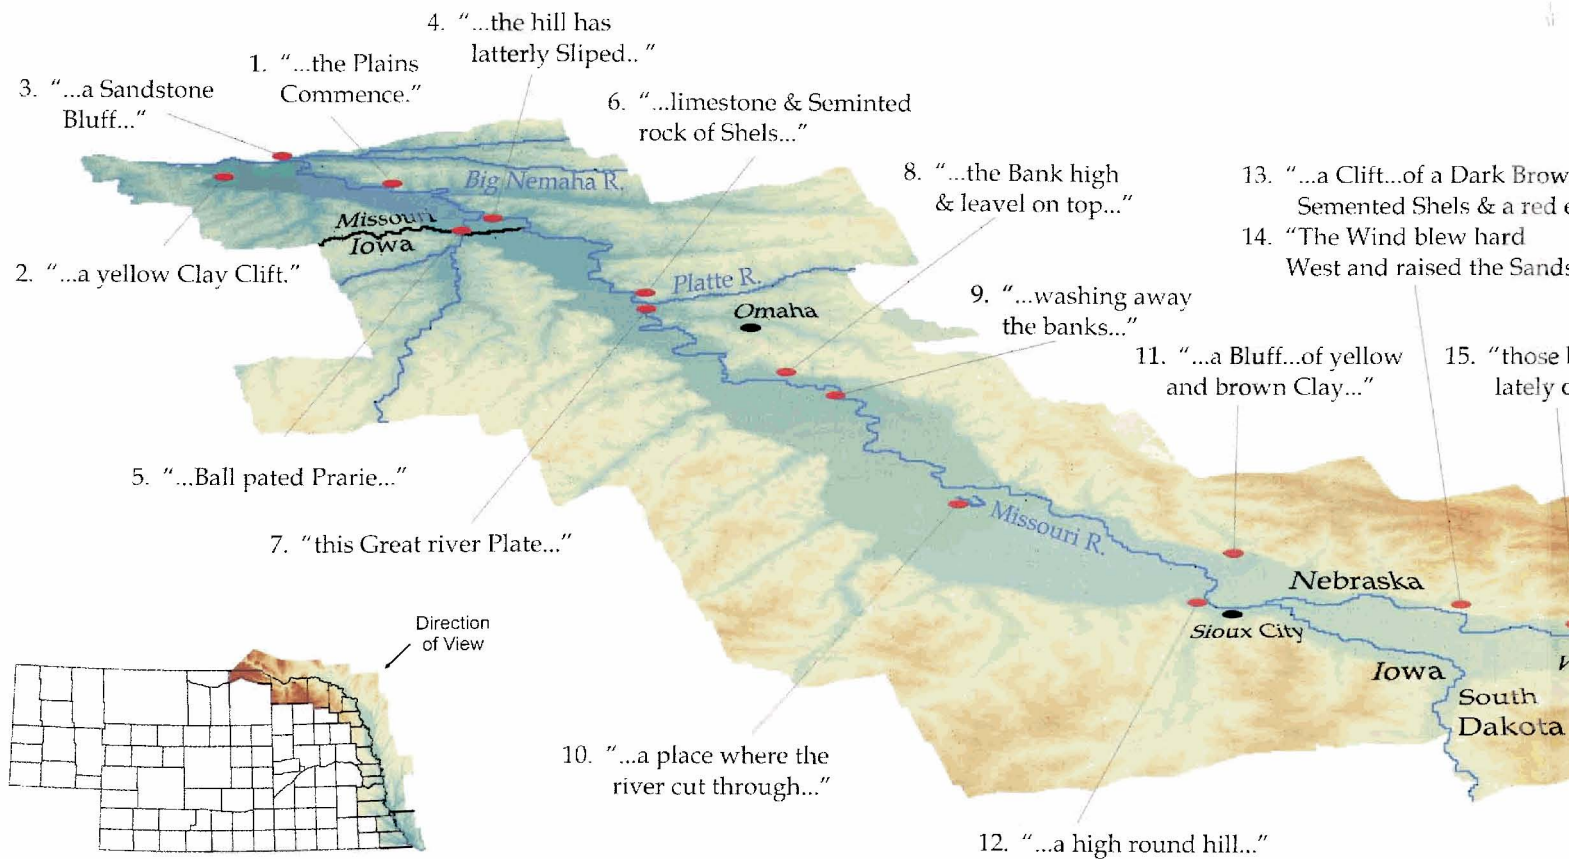 4. "...the hill has
latterly Sliped.. "
1. "...the Plains
Commence."
3. "...a Sandstone
Bluff..."
6. "...limestone & Seminted
rock of Shels..."
8. "...the Bank high
& leavel on top..."
13. "...a Clift...of a Dark Brow
Semented Shels & a red e
14. "The Wind blew hard
West and raised the Sands
Big Nemaha R.
Missouri
Iowa
2. "...a yellow Clay Clift."
Platte R.
Omaha
9. "...washing away
the banks..."
11. "...a Bluff...of yellow
and brown Clay..."
15. "those
lately
5. "...Ball pated Prarie..."
7. "this Great river Plate..."
Missouri R.
Nebraska
Sioux City
Iowa
South
Dakota
Direction
of View
10. "...a place where the
river cut through..."
12. "...a high round hill..."